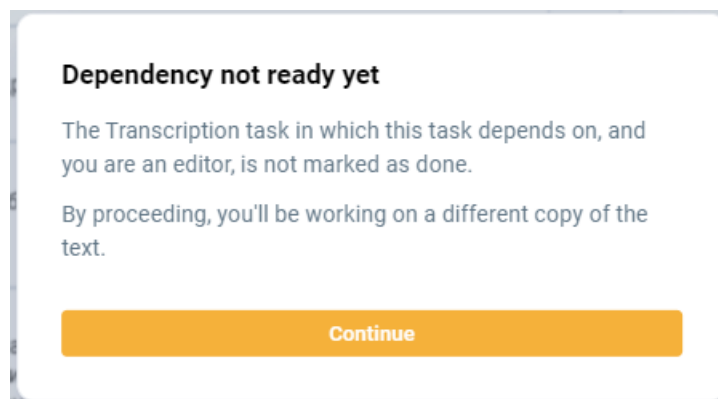 Dependency not ready yet
The Transcription task in which this task depends on, and
you are an editor, is not marked as done.
By proceeding, you'll be working on a different copy of the
text.
Continue